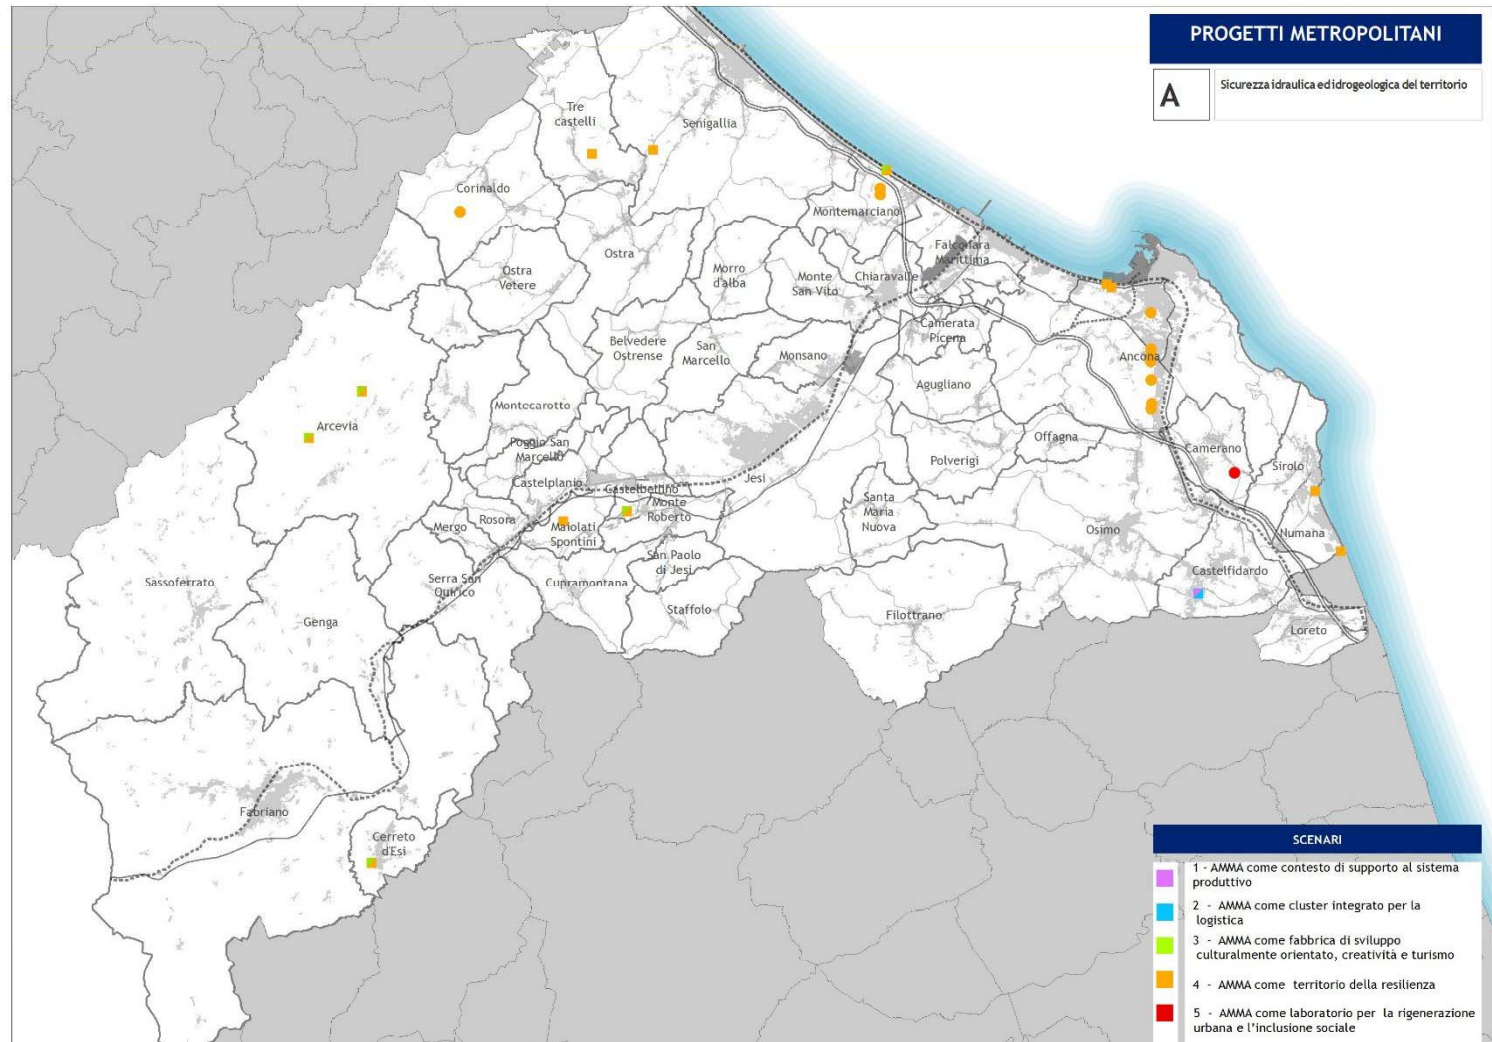 PROGETTI METROPOLITANI
A
Sicurezza idraulica ed idrogeologica del territorio
Tre
castelli
Senigallia
Corinaldo
Montemarciano
Ostra
Ostra
Vetere
Morro
d'alba
Monte
San Vito
Chiaravalle
Falconara
Marittima
Belvedere
Ostrense
San
Marcello
Monsano
Camerata
Picena
Ancona
Agugliano
Arcevia
Montecarotto
Poggio San
Marcello
Castelplanio
Castelbellino
Monte
Roberto
Jesi
Polverigi
Offagna
Camerano
Sirolo
Mergo
Rosora
Maiolati
Spontini
Santa
Maria
Nuova
Osimo
Numana
Sassoferrato
Serra San
Quirico
Cupramontana
San Paolo
di Jesi
Castelfidardo
Genga
Staffolo
Filottrano
Loreto
Fabriano
Cerreto
d'Esi
SCENARI
1 - AMMA come contesto di supporto al sistema
produttivo
2 - AMMA come cluster integrato per la
logistica
3 - AMMA come fabbrica di sviluppo
culturalmente orientato, creatività e turismo
4 - AMMA come territorio della resilienza
5 - AMMA come laboratorio per la rigenerazione
urbana e l'inclusione sociale